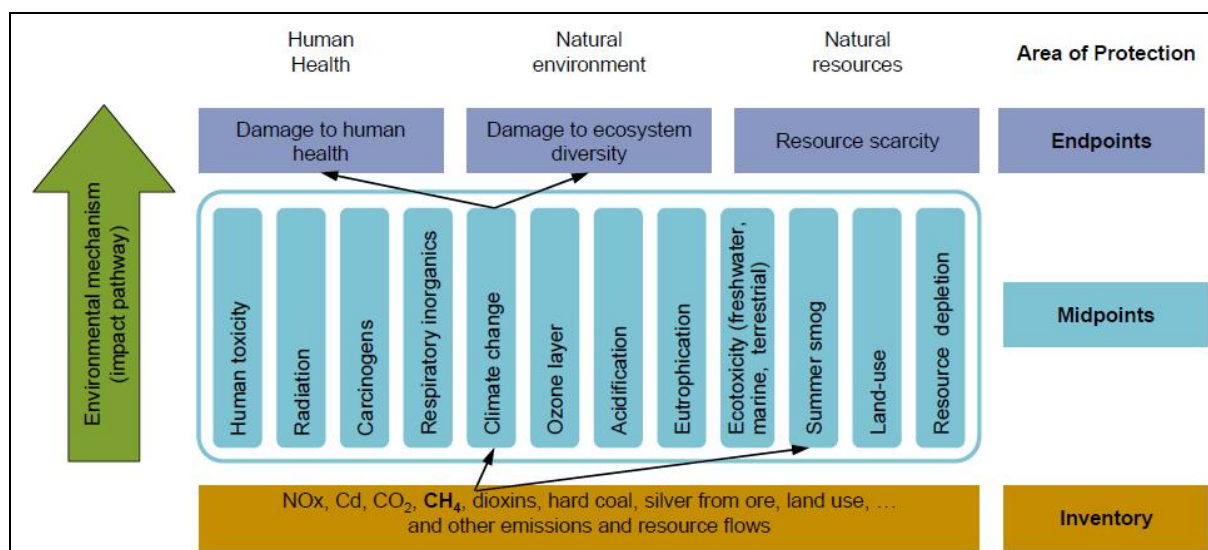 Human
Health
Natural
environment
Natural
resources
Area of Protection
Damage to human
health
Damage to ecosystem
diversity
Resource scarcity
Endpoints
Environmental mechanism
(impact pathway)
Human toxicity
Radiation
Carcinogens
Respiratory inorganics
Climate change
Ozone layer
Acidification
Eutrophication
Ecotoxicity (freshwater,
marine, terrestrial)
Summer smog
Land-use
Resource depletion
Midpoints
NOx, Cd, CO₂, CH₄, dioxins, hard coal, silver from ore, land use, …
and other emissions and resource flows
Inventory